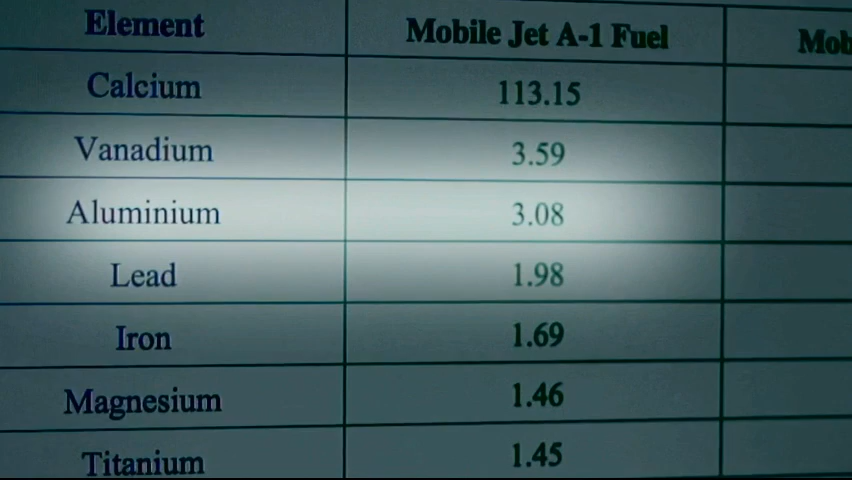 Element Mobile Jet A-1 Fuel Mob
Calcium 113.15
Vanadium 3.59
Aluminium 3.08
Lead 1.98
Iron 1.69
Magnesium 1.46
Titanium 1.45